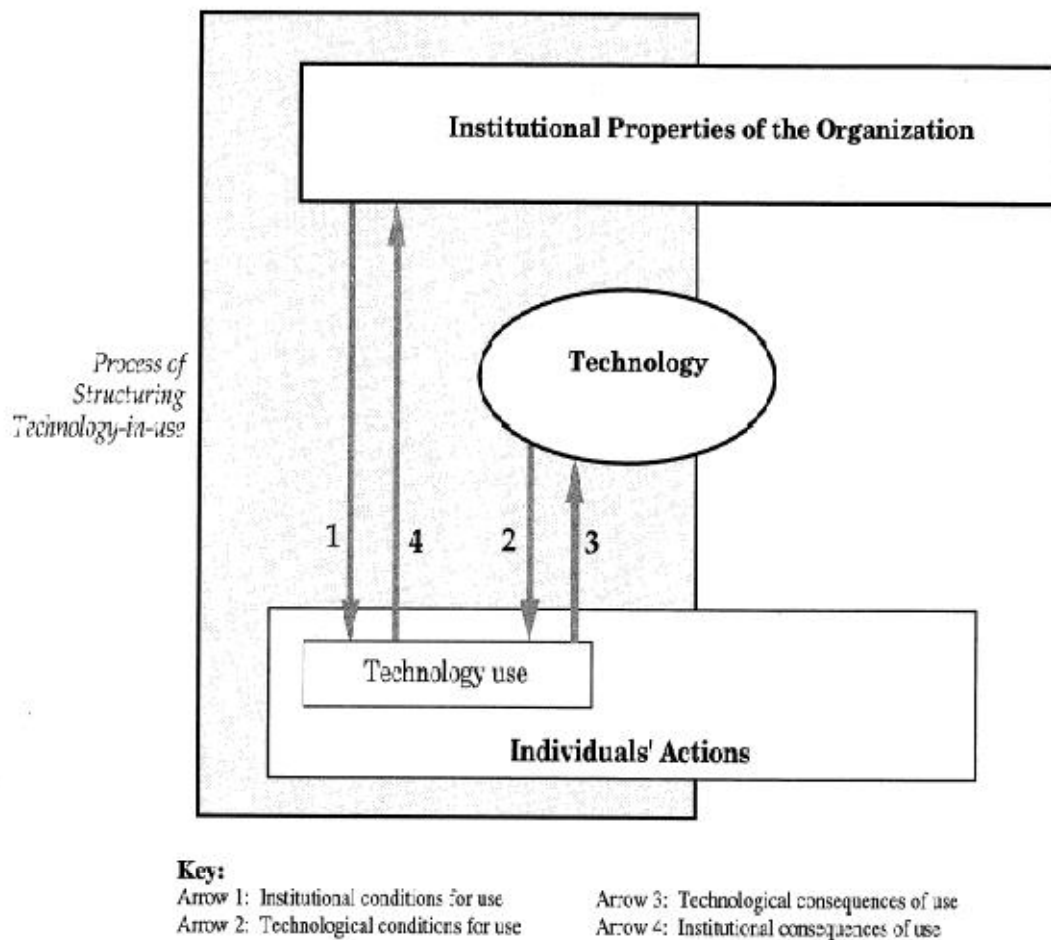 Institutional Properties of the Organization
Technology
Process of
Structuring
Technology-in-use
1
4
2
3
Technology use
Individuals' Actions
Key:
Arrow 1: Institutional conditions for use
Arrow 2: Technological conditions for use
Arrow 3: Technological consequences of use
Arrow 4: Institutional consequences of use